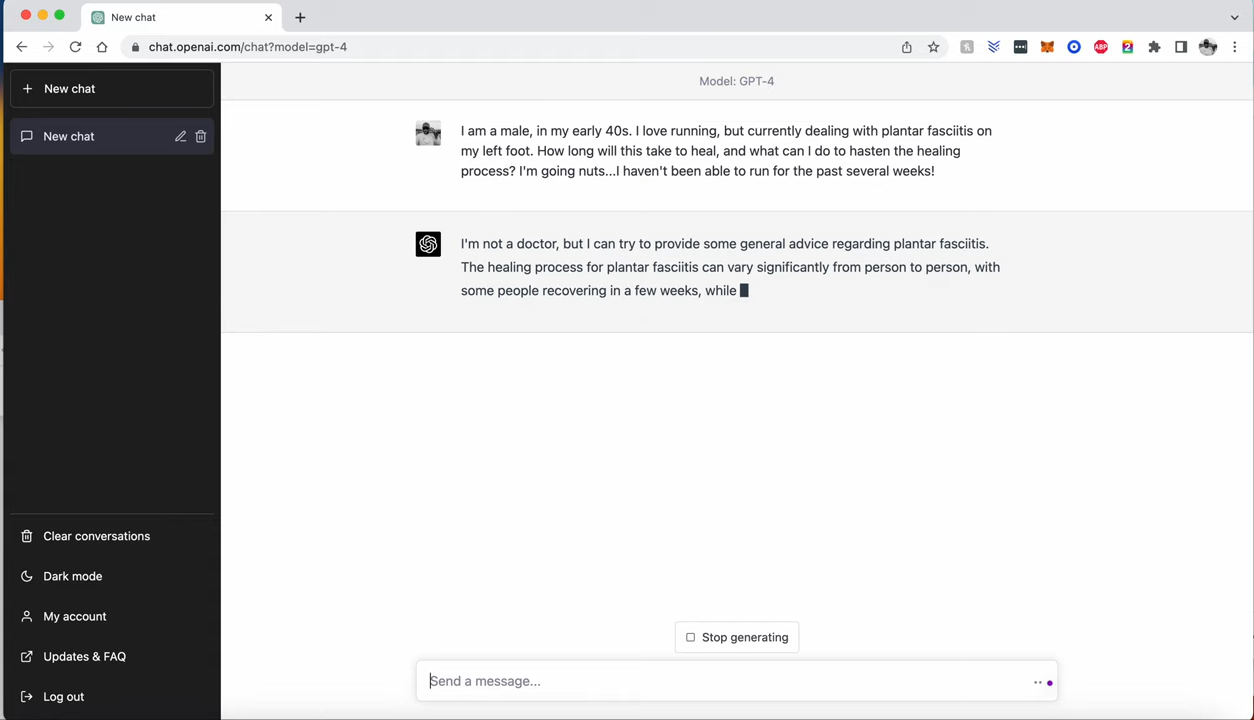 New chat
chat.openai.com/chat?model=gpt-4
ABP
2
New chat
Model: GPT-4
New chat
I am a male, in my early 40s. I love running, but currently dealing with plantar fasciitis on
my left foot. How long will this take to heal, and what can I do to hasten the healing
process? I'm going nuts...I haven't been able to run for the past several weeks!
I'm not a doctor, but I can try to provide some general advice regarding plantar fasciitis.
The healing process for plantar fasciitis can vary significantly from person to person, with
some people recovering in a few weeks, while
Clear conversations
Dark mode
My account
Updates & FAQ
Log out
Stop generating
Send a message...